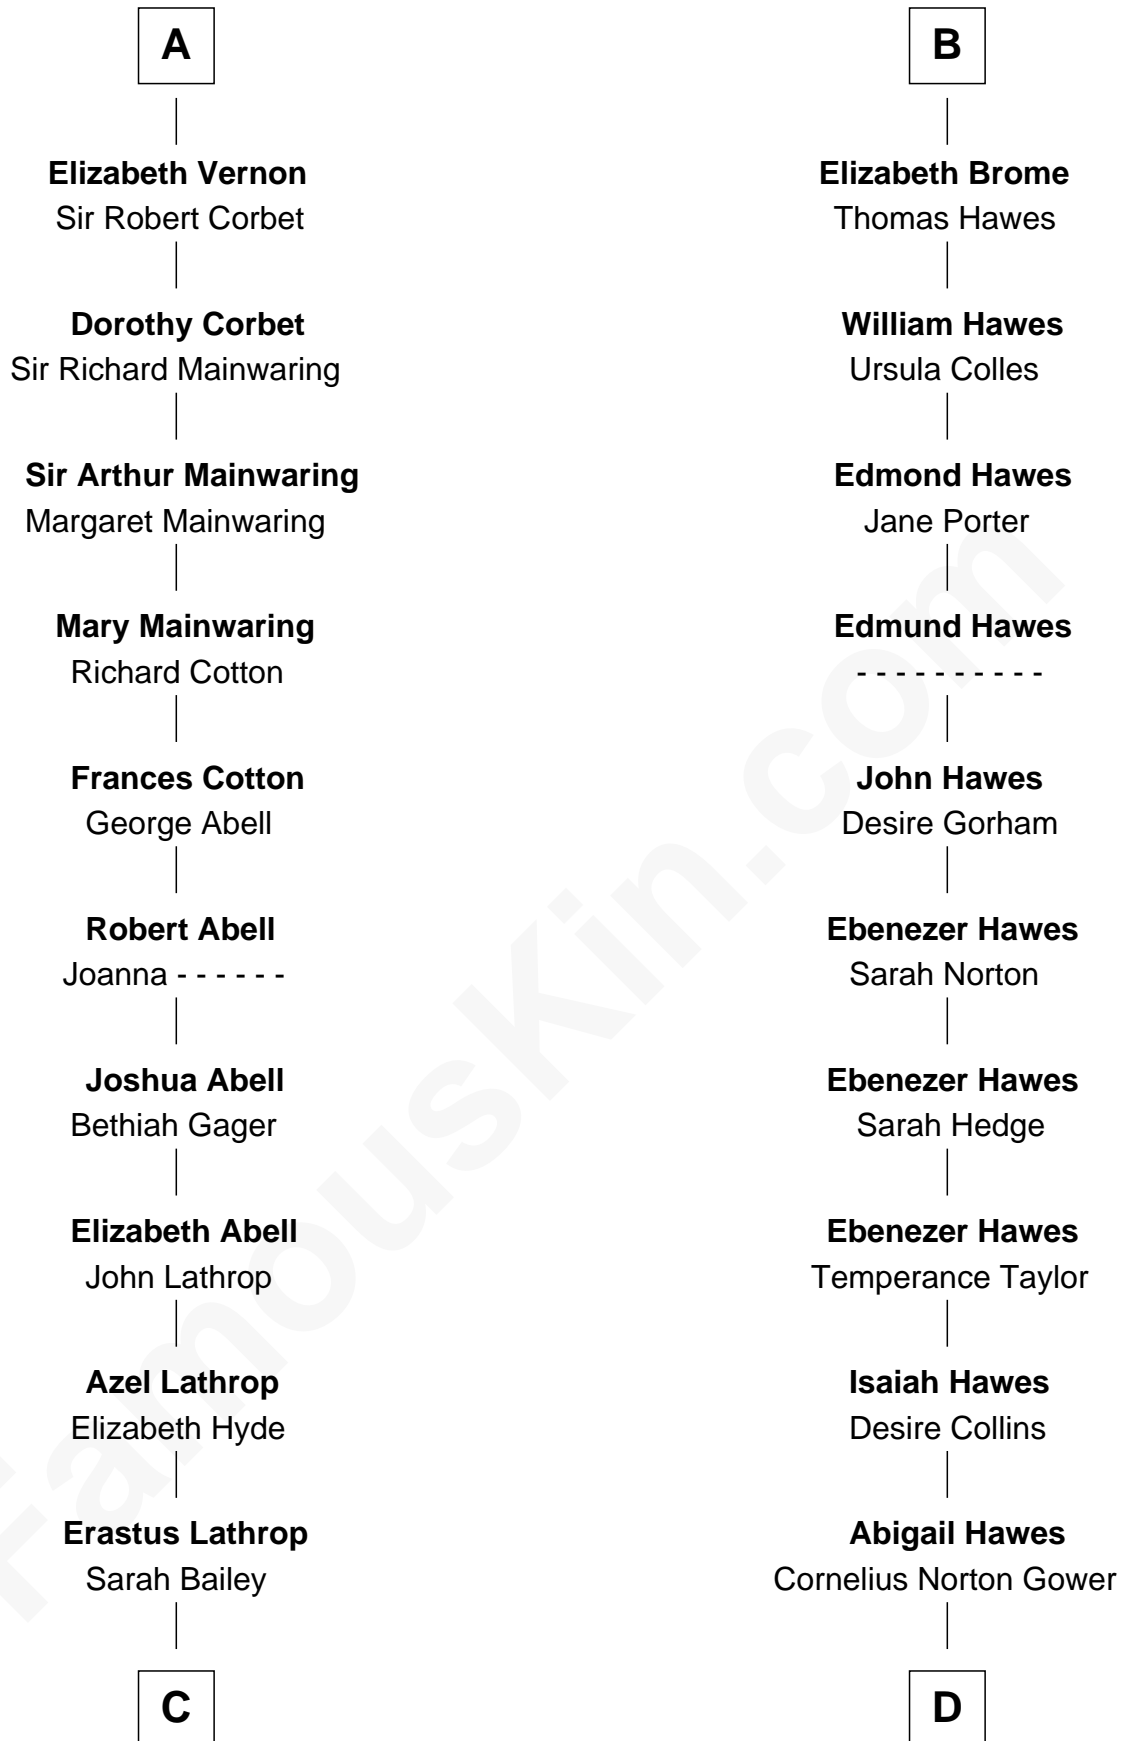 A
Elizabeth Vernon
Sir Robert Corbet
Dorothy Corbet
Sir Richard Mainwaring
Sir Arthur Mainwaring
Margaret Mainwaring
Mary Mainwaring
Richard Cotton
Frances Cotton
George Abell
Robert Abell
Joanna - - - - - -
Joshua Abell
Bethiah Gager
Elizabeth Abell
John Lathrop
Azel Lathrop
Elizabeth Hyde
Erastus Lathrop
Sarah Bailey
C
B
Elizabeth Brome
Thomas Hawes
William Hawes
Ursula Colles
Edmond Hawes
Jane Porter
Edmund Hawes
- - - - - - - - - -
John Hawes
Desire Gorham
Ebenezer Hawes
Sarah Norton
Ebenezer Hawes
Sarah Hedge
Ebenezer Hawes
Temperance Taylor
Isaiah Hawes
Desire Collins
Abigail Hawes
Cornelius Norton Gower
D
FamousKin.com